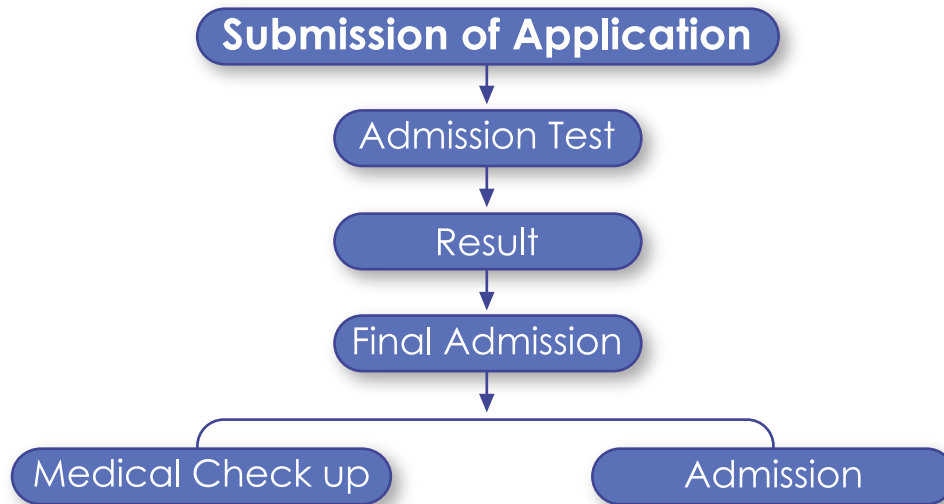 Submission of Application
Admission Test
Result
Final Admission
Medical Check up
Admission